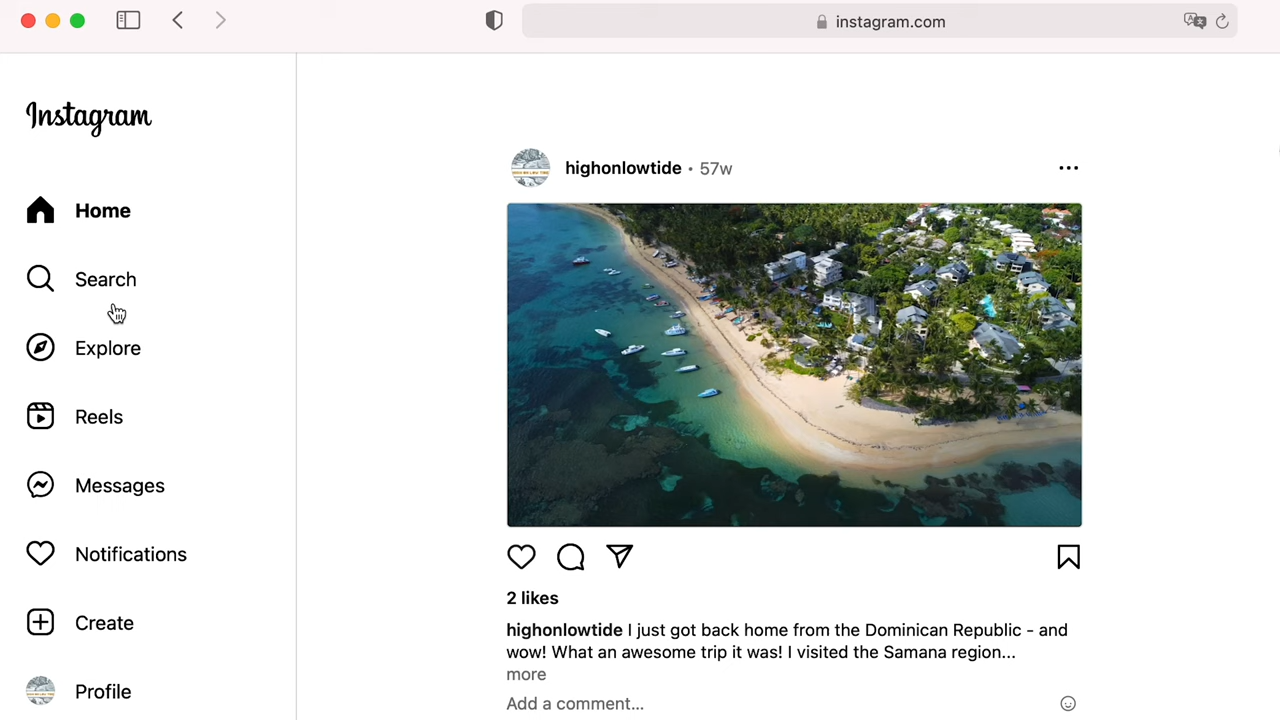 instagram.com
Instagram
Home
Search
Explore
Reels
Messages
Notifications
Create
Profile
highonlowtide • 57w
2 likes
highonlowtide I just got back home from the Dominican Republic - and
wow! What an awesome trip it was! I visited the Samana region...
more
Add a comment...